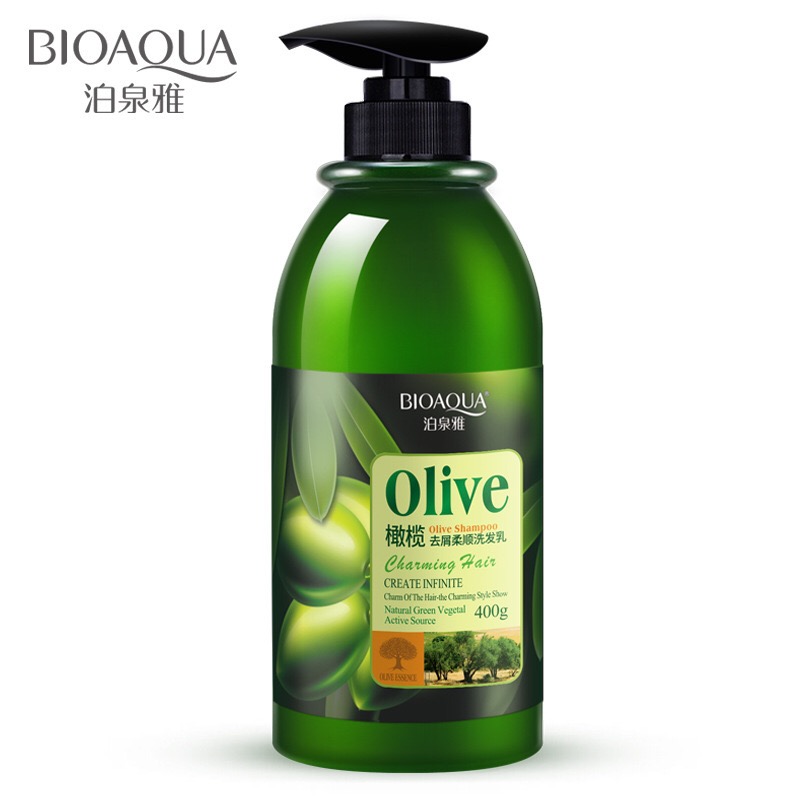 BIOAQUA
泊泉雅
BIOAQUA®
泊泉雅
Olive
橄榄 Olive Shampoo
去屑柔顺洗发乳
Charming Hair
CREATE INFINITE
Charm Of The Hair-the Charming Style Show
Natural Green Vegetal
Active Source
400g
OLIVE ESSENCE